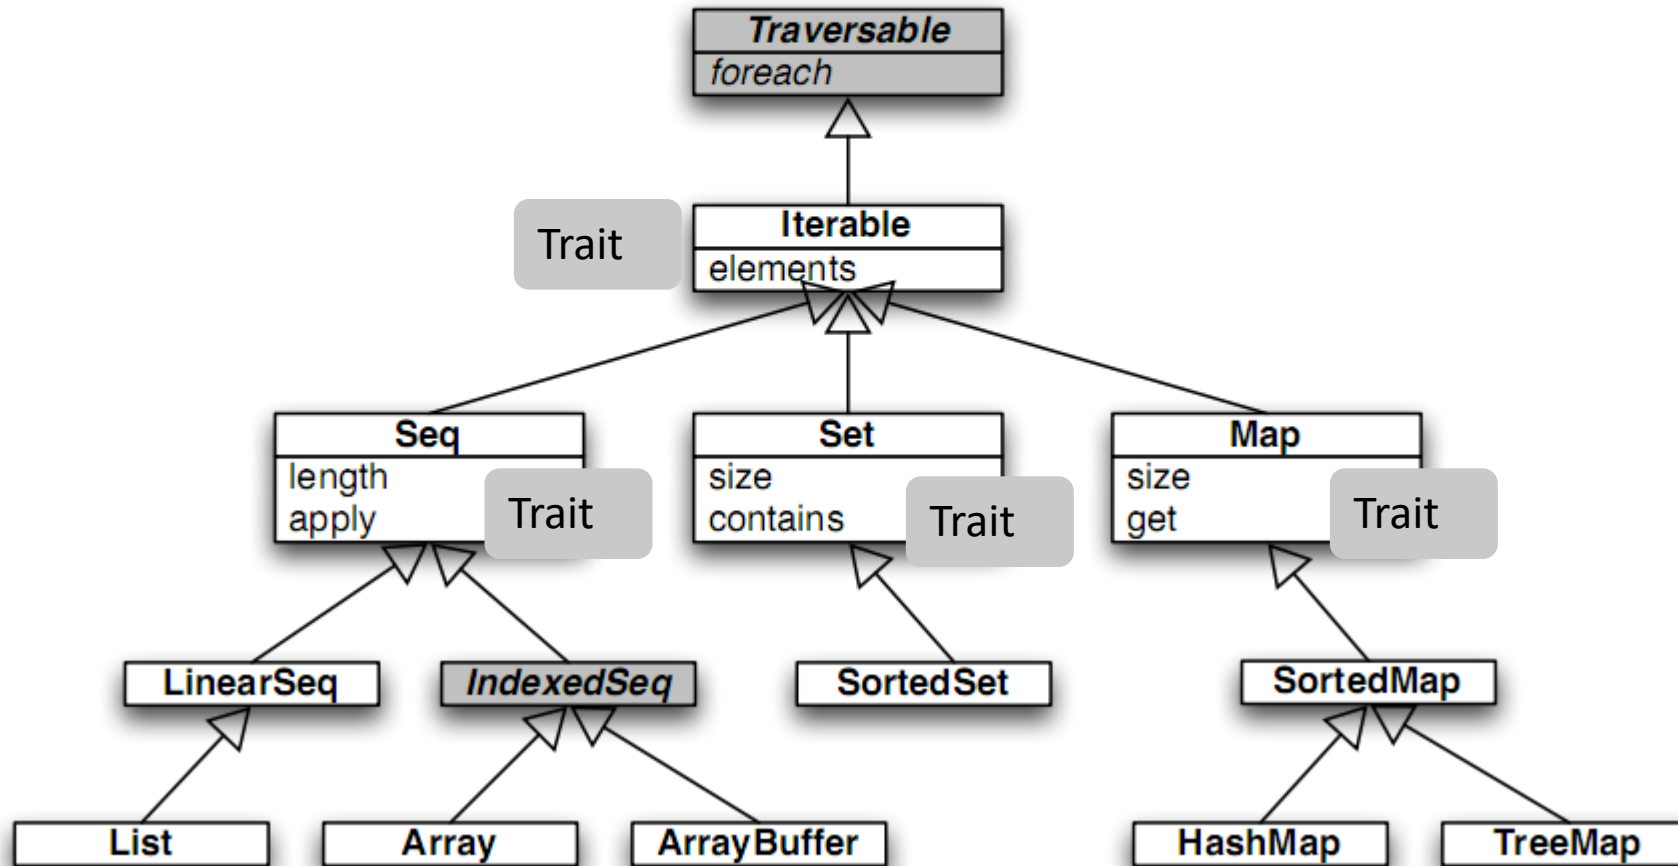 Traversable
foreach
Trait
Iterable
elements
Seq
length
apply
Trait
Set
size
contains
Trait
Map
size
get
Trait
LinearSeq
IndexedSeq
SortedSet
SortedMap
List
Array
ArrayBuffer
HashMap
TreeMap